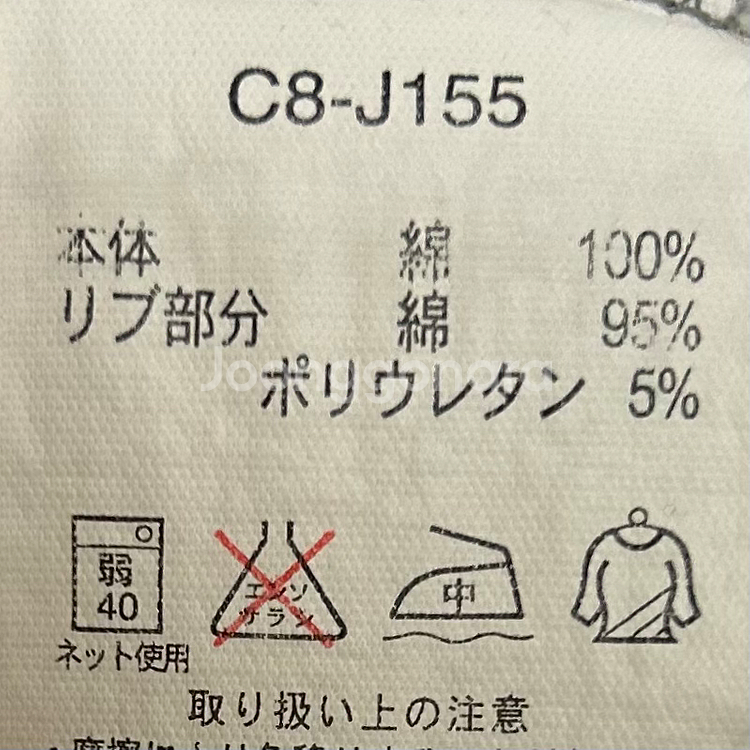 C8-J155
本体 綿 100%
リブ部分 綿 95%
ポリウレタン 5%
弱
40
ネット使用
エンソ
サラシ
中
取り扱い上の注意